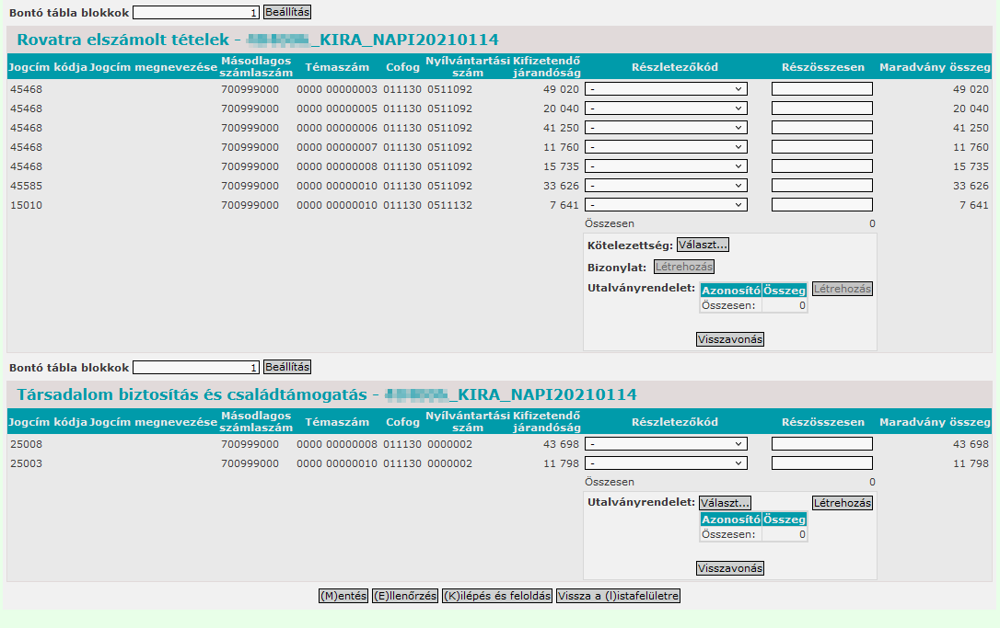 Bontó tábla blokkok 1 Beállítás
Rovatra elszámolt tételek - _KIRA_NAPI20210114
Jogcím kódja Jogcím megnevezése Másodlagos számlaszám Témaszám Cofog Nyílvántartási szám Kifizetendő járandóság Részletezőkód Részösszesen Maradvány összeg
45468 700999000 0000 00000003 011130 0511092 49 020 - 49 020
45468 700999000 0000 00000005 011130 0511092 20 040 - 20 040
45468 700999000 0000 00000006 011130 0511092 41 250 - 41 250
45468 700999000 0000 00000007 011130 0511092 11 760 - 11 760
45468 700999000 0000 00000008 011130 0511092 15 735 - 15 735
45585 700999000 0000 00000010 011130 0511092 33 626 - 33 626
15010 700999000 0000 00000010 011130 0511132 7 641 - 7 641
Összesen 0
Kötelezettség: Választ...
Bizonylat: Létrehozás
Utalványrendelet: Azonosító Összeg Létrehozás
Összesen: 0
Visszavonás
Bontó tábla blokkok 1 Beállítás
Társadalom biztosítás és családtámogatás - _KIRA_NAPI20210114
Jogcím kódja Jogcím megnevezése Másodlagos számlaszám Témaszám Cofog Nyílvántartási szám Kifizetendő járandóság Részletezőkód Részösszesen Maradvány összeg
25008 700999000 0000 00000008 011130 0000002 43 698 - 43 698
25003 700999000 0000 00000010 011130 0000002 11 798 - 11 798
Összesen 0
Utalványrendelet: Választ... Létrehozás
Azonosító Összeg
Összesen: 0
Visszavonás
(M)entés (E)llenőrzés (K)ilépés és feloldás Vissza a (l)istafelületre